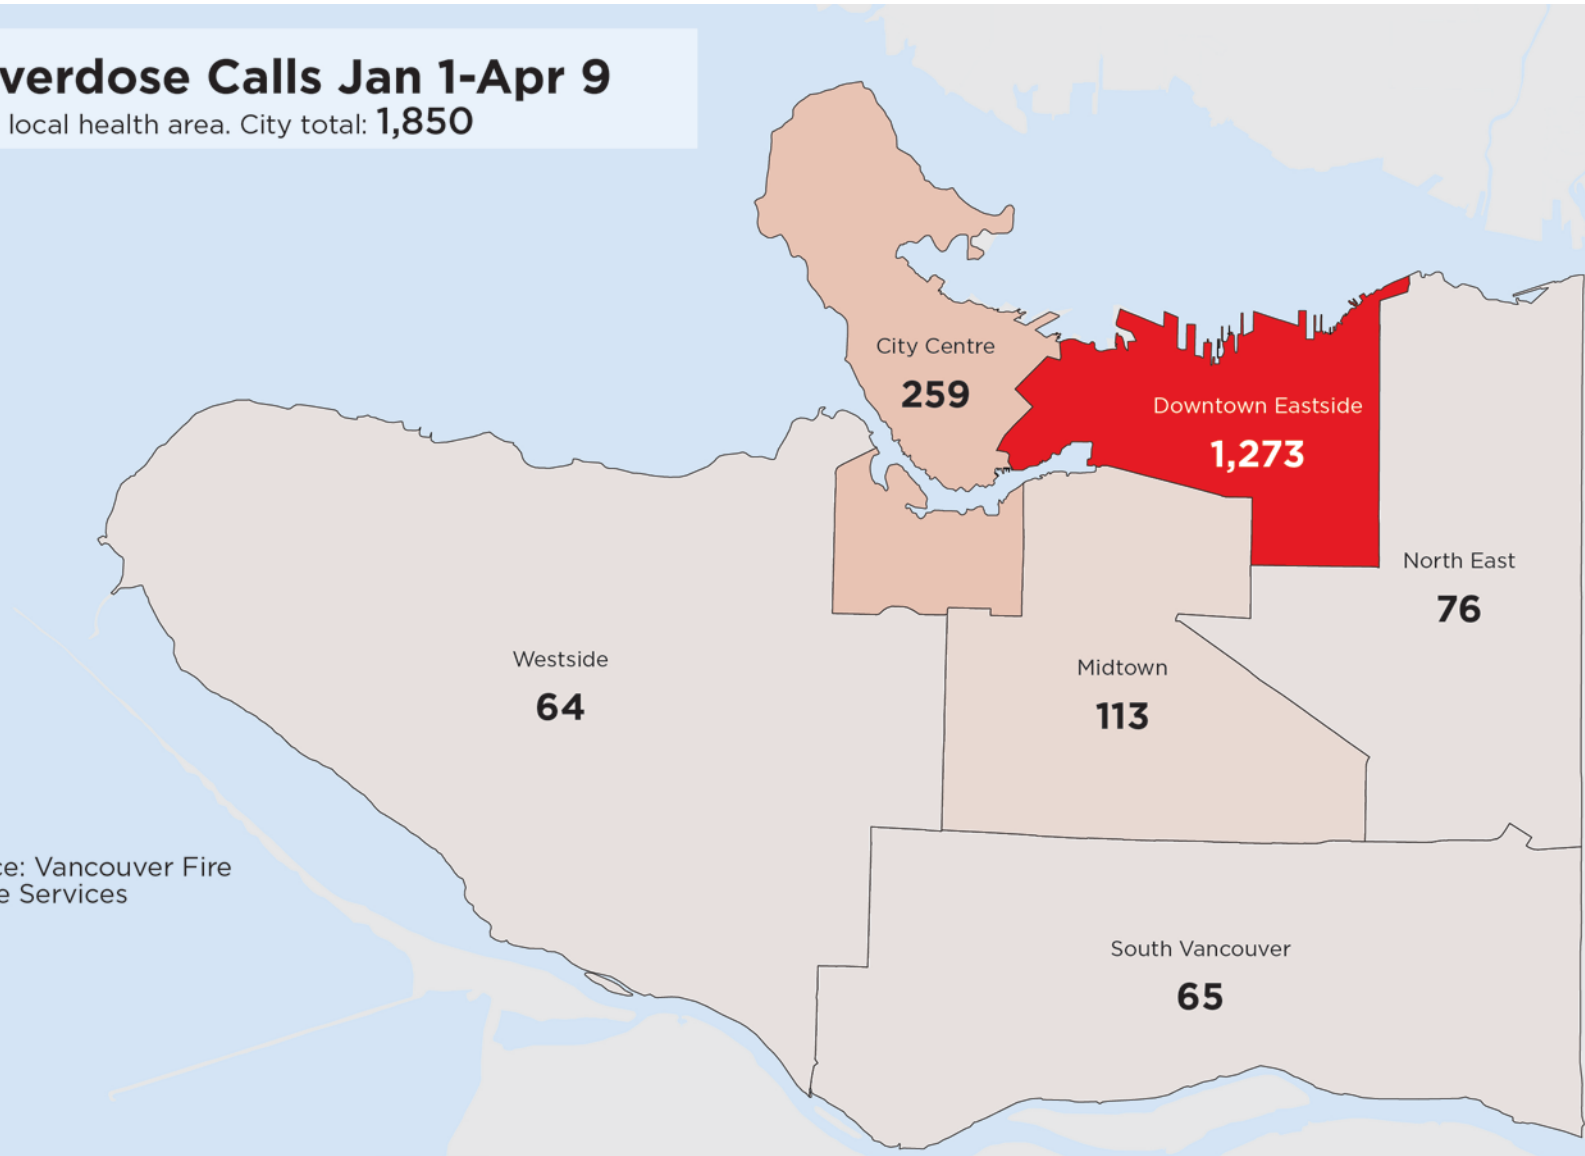 verdose Calls Jan 1-Apr 9
local health area. City total: 1,850
City Centre
259
Downtown Eastside
1,273
North East
76
Westside
64
Midtown
113
ce: Vancouver Fire
e Services
South Vancouver
65